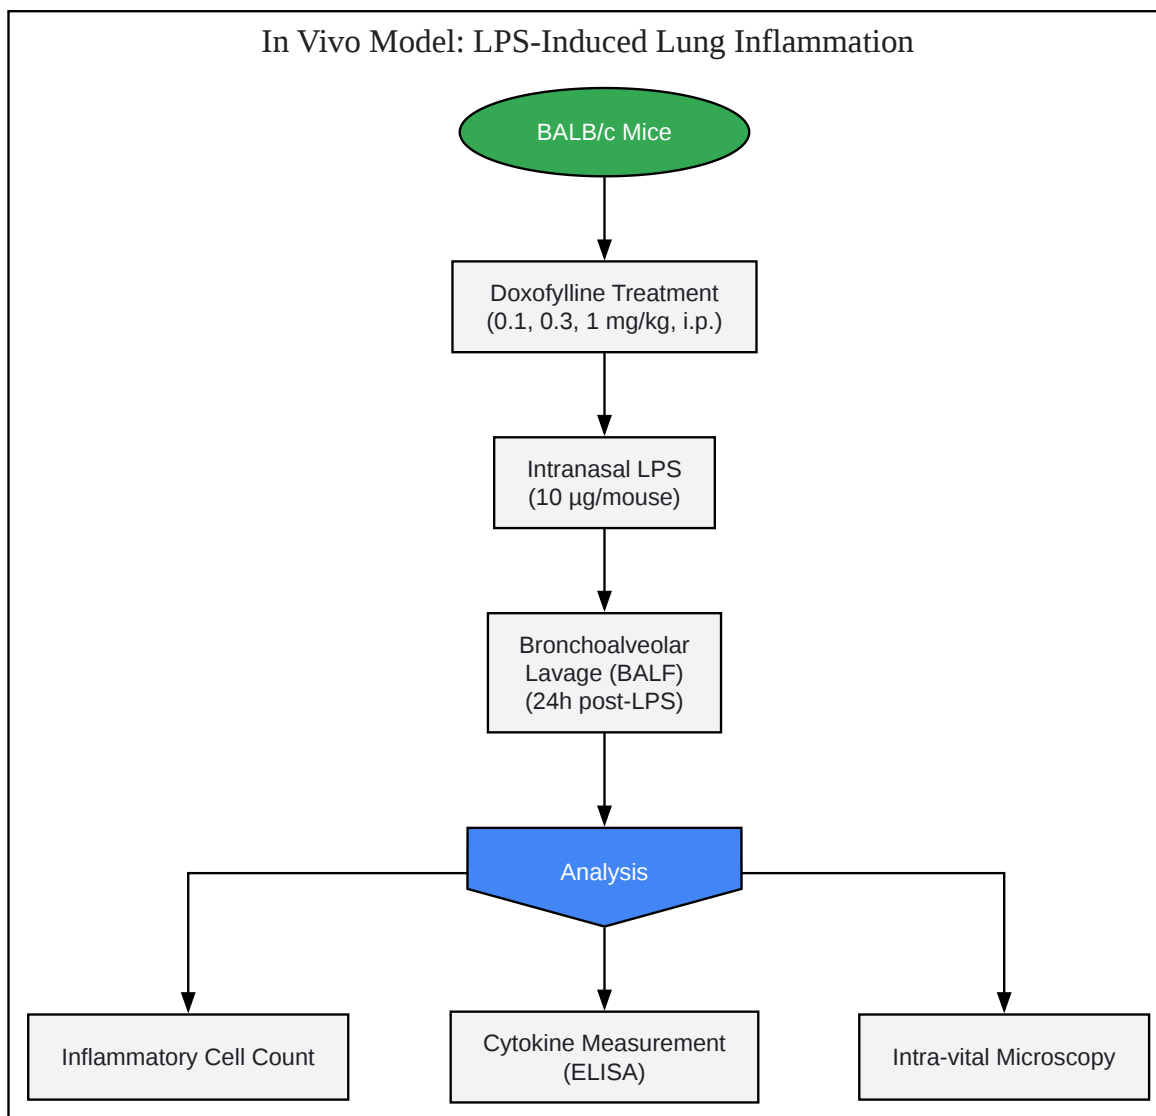 In Vivo Model: LPS-Induced Lung Inflammation
BALB/c Mice
Doxofylline Treatment
(0.1, 0.3, 1 mg/kg, i.p.)
Intranasal LPS
(10 µg/mouse)
Bronchoalveolar
Lavage (BALF)
(24h post-LPS)
Analysis
Inflammatory Cell Count
Cytokine Measurement
(ELISA)
Intra-vital Microscopy